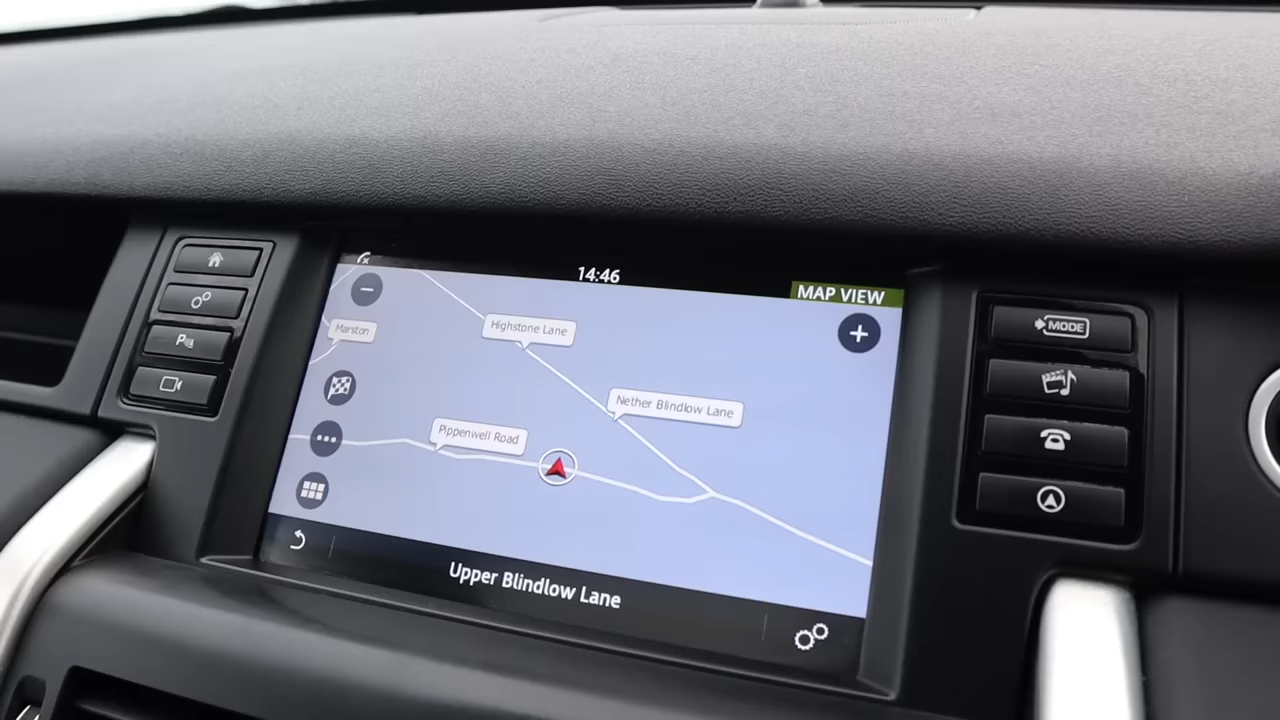 14:46
MAP VIEW
Marston
Highstone Lane
Nether Blindlow Lane
Pippenwell Road
Upper Blindlow Lane
MODE